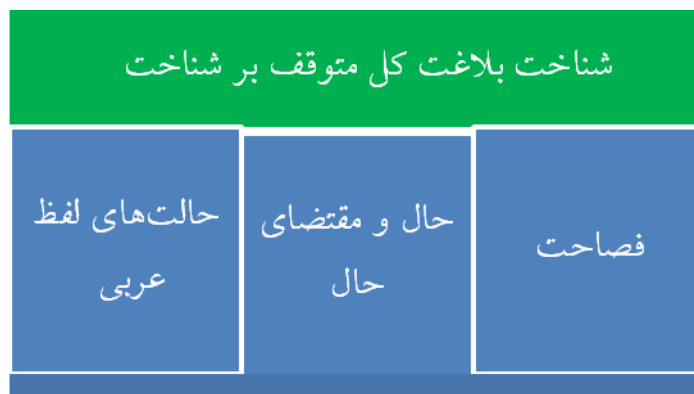 شناخت بلاغت کل متوقف بر شناخت
فصاحت
حال و مقتضای
حال
حالت‌های لفظ
عربی